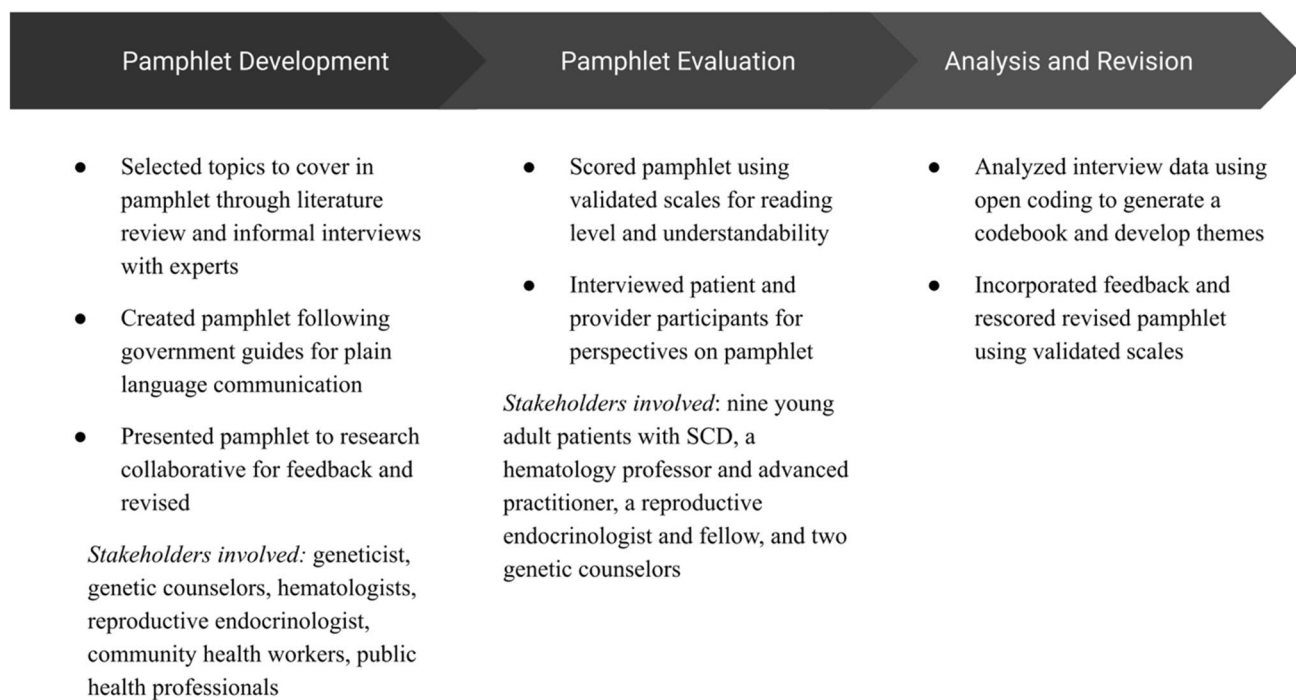 Pamphlet Development
Pamphlet Evaluation
Analysis and Revision
● Selected topics to cover in
pamphlet through literature
review and informal interviews
with experts
● Created pamphlet following
government guides for plain
language communication
● Presented pamphlet to research
collaborative for feedback and
revised
Stakeholders involved: geneticist,
genetic counselors, hematologists,
reproductive endocrinologist,
community health workers, public
health professionals
● Scored pamphlet using
validated scales for reading
level and understandability
● Interviewed patient and
provider participants for
perspectives on pamphlet
Stakeholders involved: nine young
adult patients with SCD, a
hematology professor and advanced
practitioner, a reproductive
endocrinologist and fellow, and two
genetic counselors
● Analyzed interview data using
open coding to generate a
codebook and develop themes
● Incorporated feedback and
rescored revised pamphlet
using validated scales